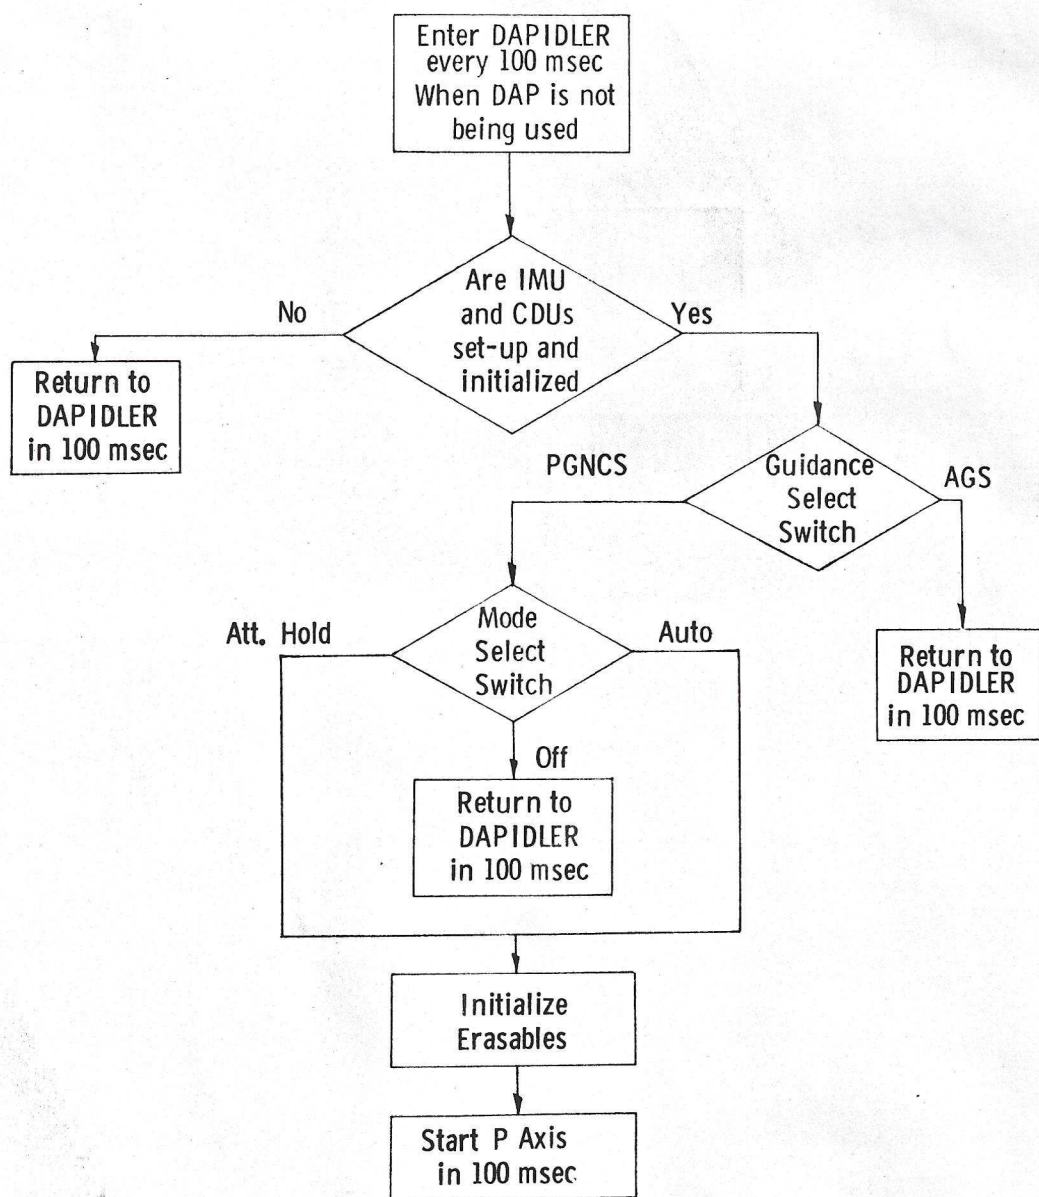 Enter DAPIDLER
every 100 msec
When DAP is not
being used
Are IMU
and CDUs
set-up and
initialized
No
Yes
Return to
DAPIDLER
in 100 msec
Guidance
Select
Switch
PGNCS
AGS
Mode
Select
Switch
Att. Hold
Auto
Return to
DAPIDLER
in 100 msec
Off
Return to
DAPIDLER
in 100 msec
Initialize
Erasables
Start P Axis
in 100 msec